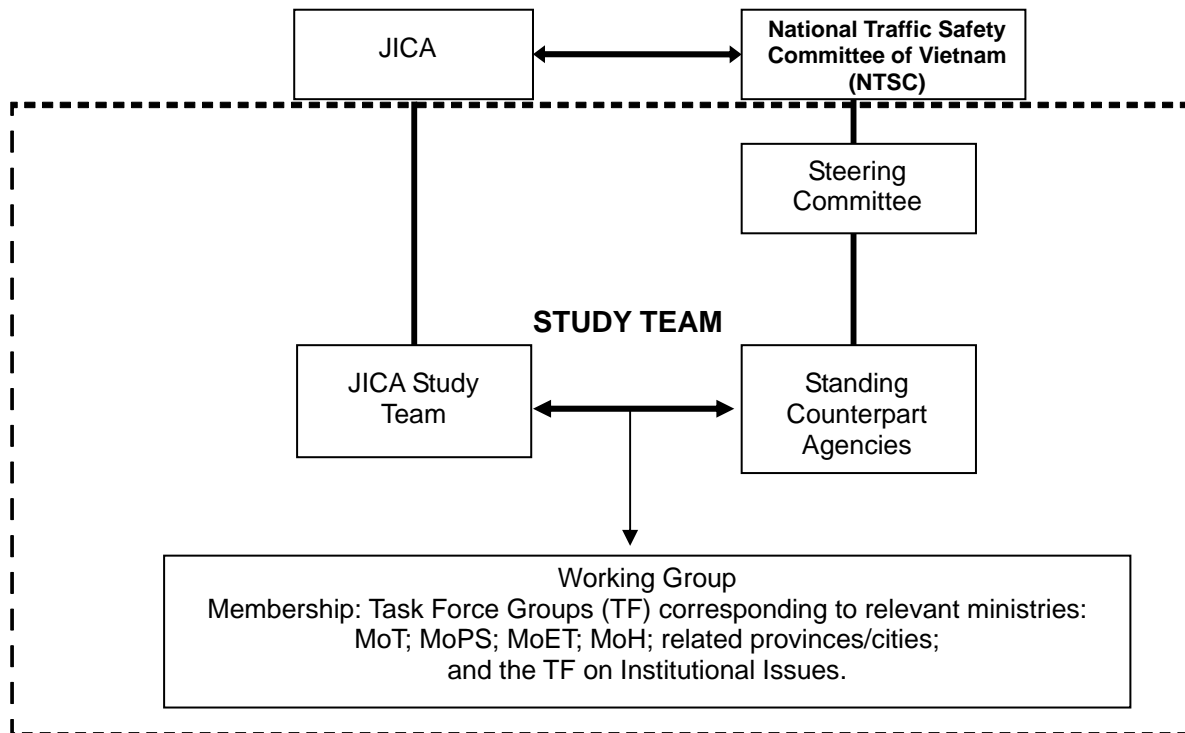 JICA
National Traffic Safety
Committee of Vietnam
(NTSC)
Steering
Committee
STUDY TEAM
JICA Study
Team
Standing
Counterpart
Agencies
Working Group
Membership: Task Force Groups (TF) corresponding to relevant ministries:
MoT; MoPS; MoET; MoH; related provinces/cities;
and the TF on Institutional Issues.